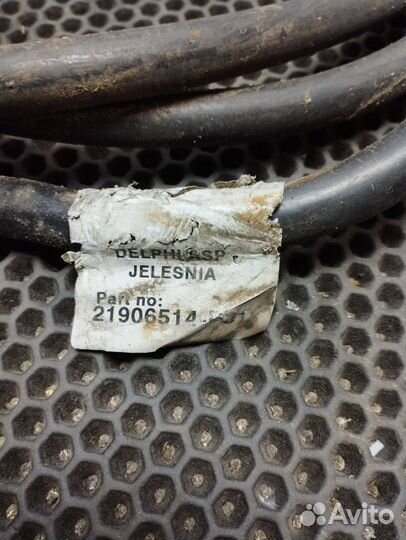 DELPHI ASP
JELESNIA
Part no:
21906514
Avito